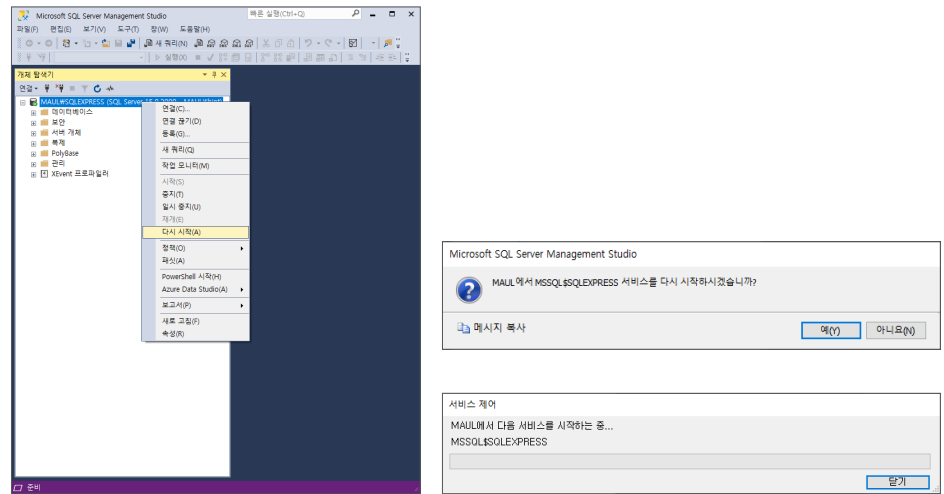 Microsoft SQL Server Management Studio
빠른 실행(Ctrl+Q)
파일(F) 편집(E) 보기(V) 도구(T) 창(W) 도움말(H)
새 쿼리(N)
실행(X)
개체 탐색기
연결
MAUL₩SQLEXPRESS (SQL Server 15.0.2000
데이터베이스
보안
서버 개체
복제
PolyBase
관리
XEvent 프로파일러
연결(C)...
연결 끊기(D)
등록(G)...
새 쿼리(Q)
작업 모니터(M)
시작(S)
중지(T)
일시 중지(U)
재개(E)
다시 시작(A)
정책(O)
패싯(A)
PowerShell 시작(H)
Azure Data Studio(A)
보고서(P)
새로 고침(F)
속성(R)
준비
Microsoft SQL Server Management Studio
MAUL에서 MSSQL$SQLEXPRESS 서비스를 다시 시작하시겠습니까?
메시지 복사
예(Y) 아니요(N)
서비스 제어
MAUL에서 다음 서비스를 시작하는 중...
MSSQL$SQLEXPRESS
닫기